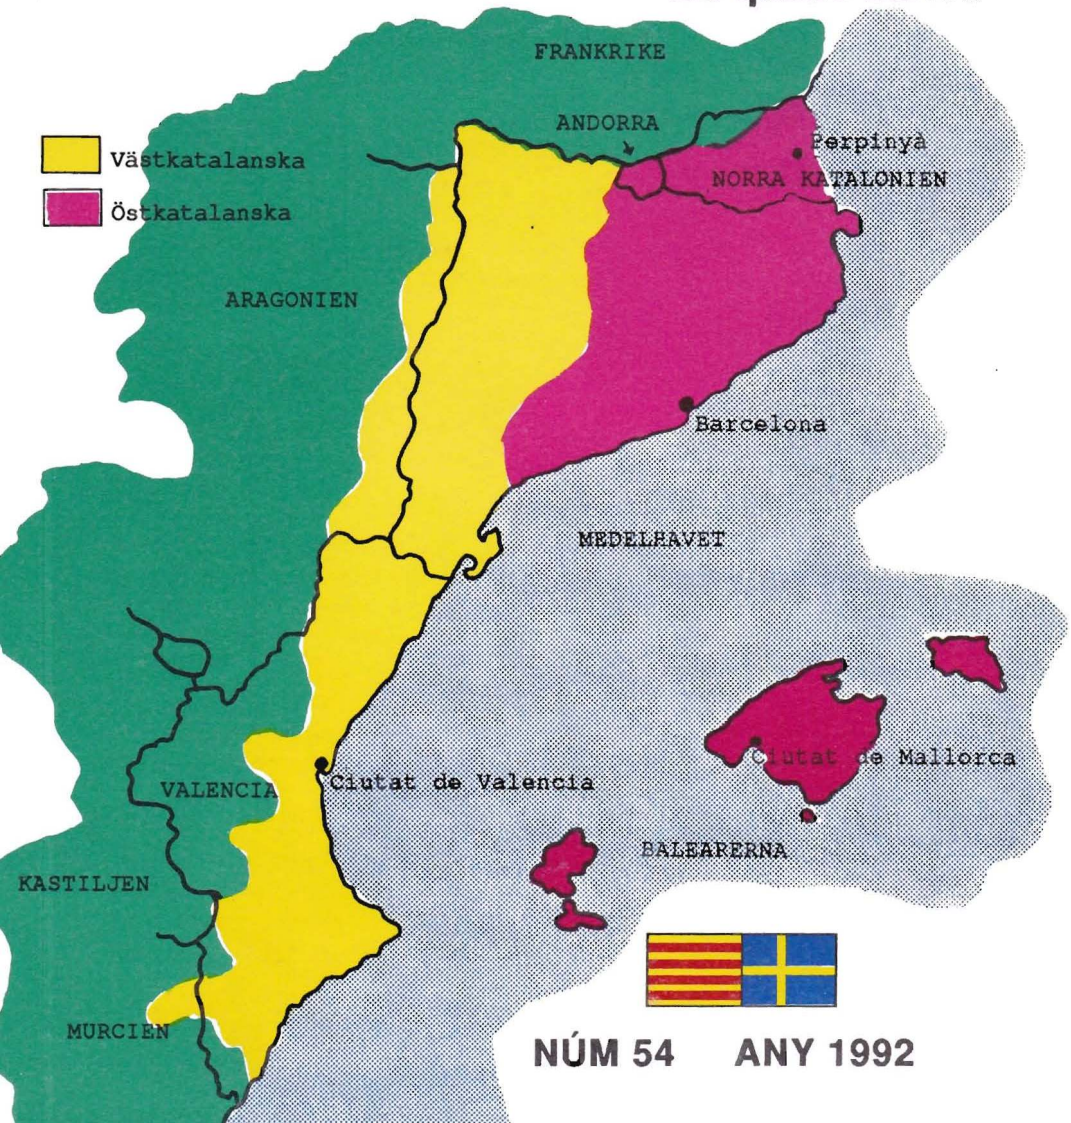 FRANKRIKE
ANDORRA
Perpinyà
Västkatalanska
NORRA KATALONIEN
Östkatalanska
ARAGONIEN
Barcelona
MEDELHAVET
Ciutat de Mallorca
Ciutat de Valencia
VALENCIA
BALEARERNA
KASTILJEN
MURCIEN
NÚM 54 ANY 1992